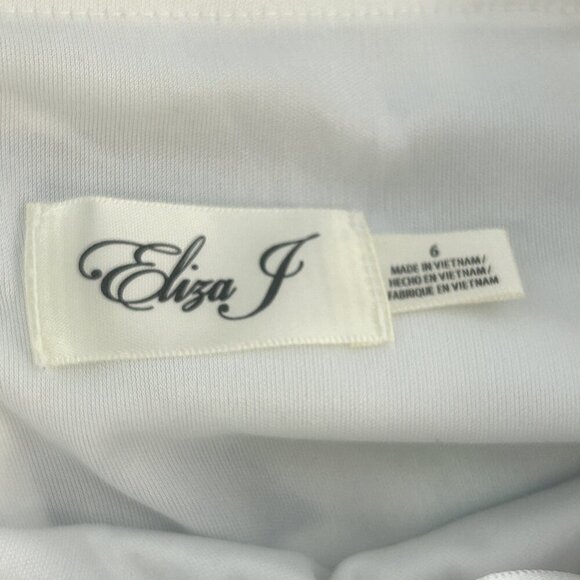 Eliza J
6
MADE IN VIETNAM/
HECHO EN VIETNAM/
FABRIQUE EN VIETNAM